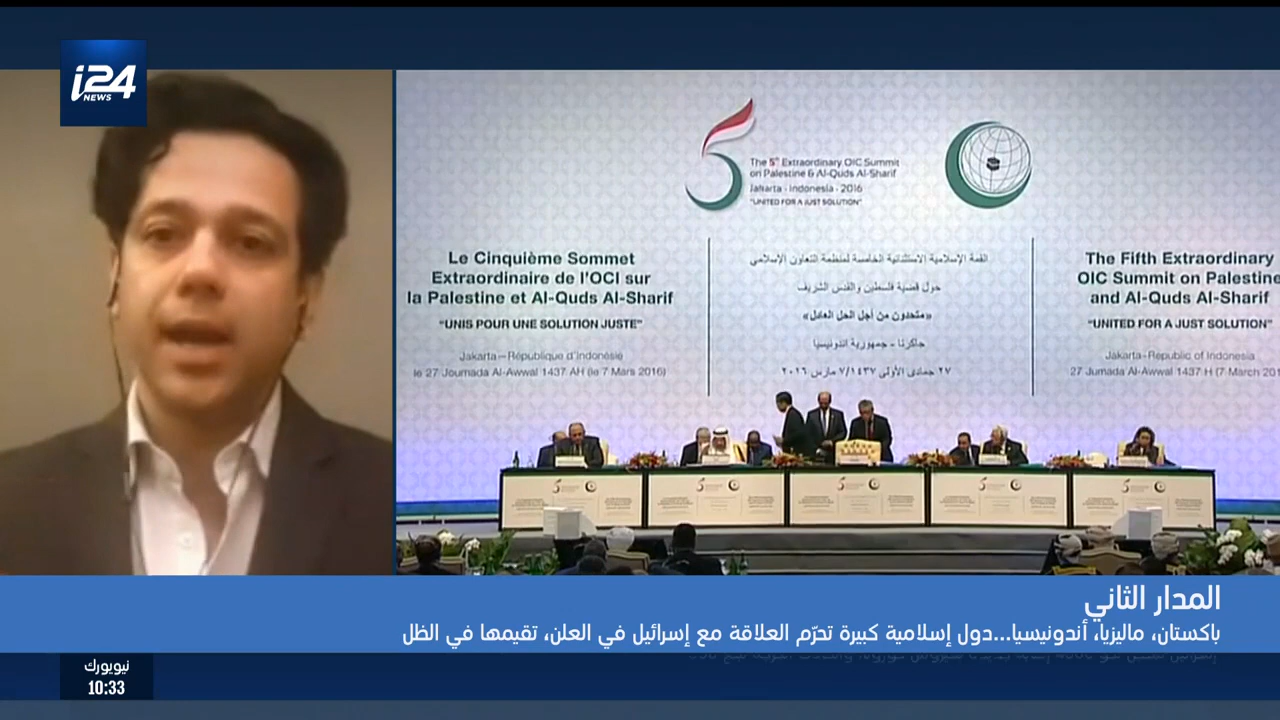 i24
NEWS
The 5th Extraordinary OIC Summit
on Palestine & Al-Quds Al-Sharif
Jakarta - Indonesia - 2016
"UNITED FOR A JUST SOLUTION"
Le Cinquième Sommet
Extraordinaire de l'OCI sur
la Palestine et Al-Quds Al-Sharif
"UNIS POUR UNE SOLUTION JUSTE"
Jakarta – République d'Indonésie
le 27 Joumada Al-Awwal 1437 AH (le 7 Mars 2016)
القمة الإسلامية الاستثنائية الخامسة لمنظمة التعاون الإسلامي
حول قضية فلسطين والقدس الشريف
«متحدون من أجل الحل العادل»
جاكرتا - جمهورية اندونيسيا
٢٧ جمادى الأولى ١٤٣٧/ ٧ مارس ٢٠١٦
The Fifth Extraordinary
OIC Summit on Palestine
and Al-Quds Al-Sharif
"UNITED FOR A JUST SOLUTION"
Jakarta - Republic of Indonesia
27 Jumada Al-Awwal 1437 H (7 March 201
المدار الثاني
باكستان، ماليزيا، أندونيسيا...دول إسلامية كبيرة تحرّم العلاقة مع إسرائيل في العلن، تقيمها في الظل
نيويورك
10:33